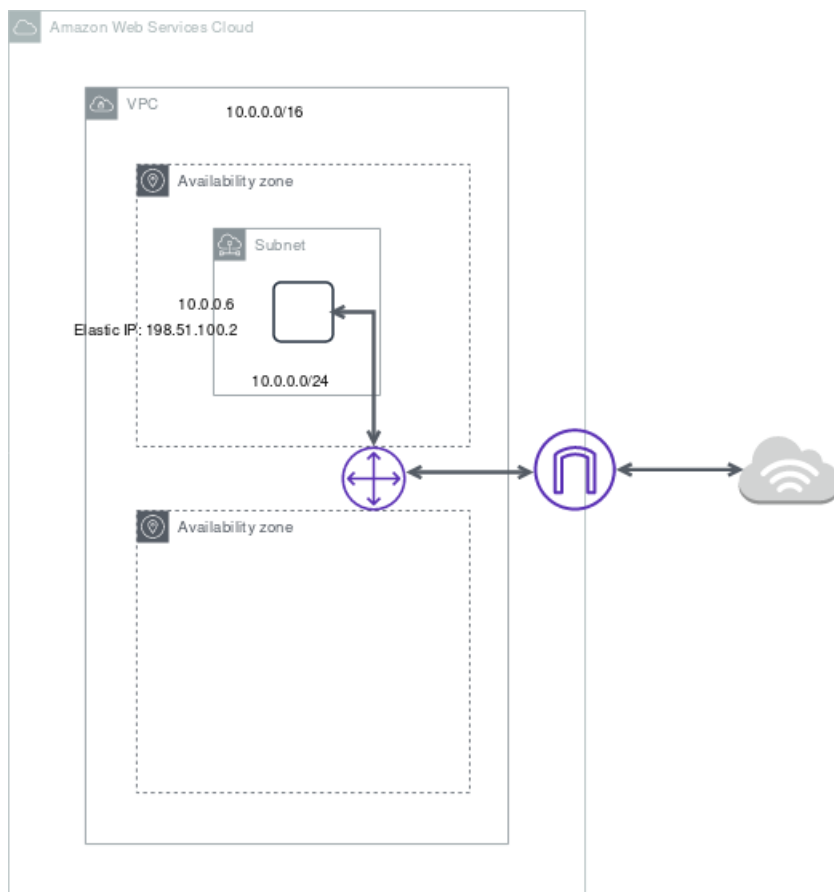 Amazon Web Services Cloud
VPC
10.0.0.0/16
Availability zone
Subnet
10.0.0.6
Elastic IP: 198.51.100.2
10.0.0.0/24
Availability zone